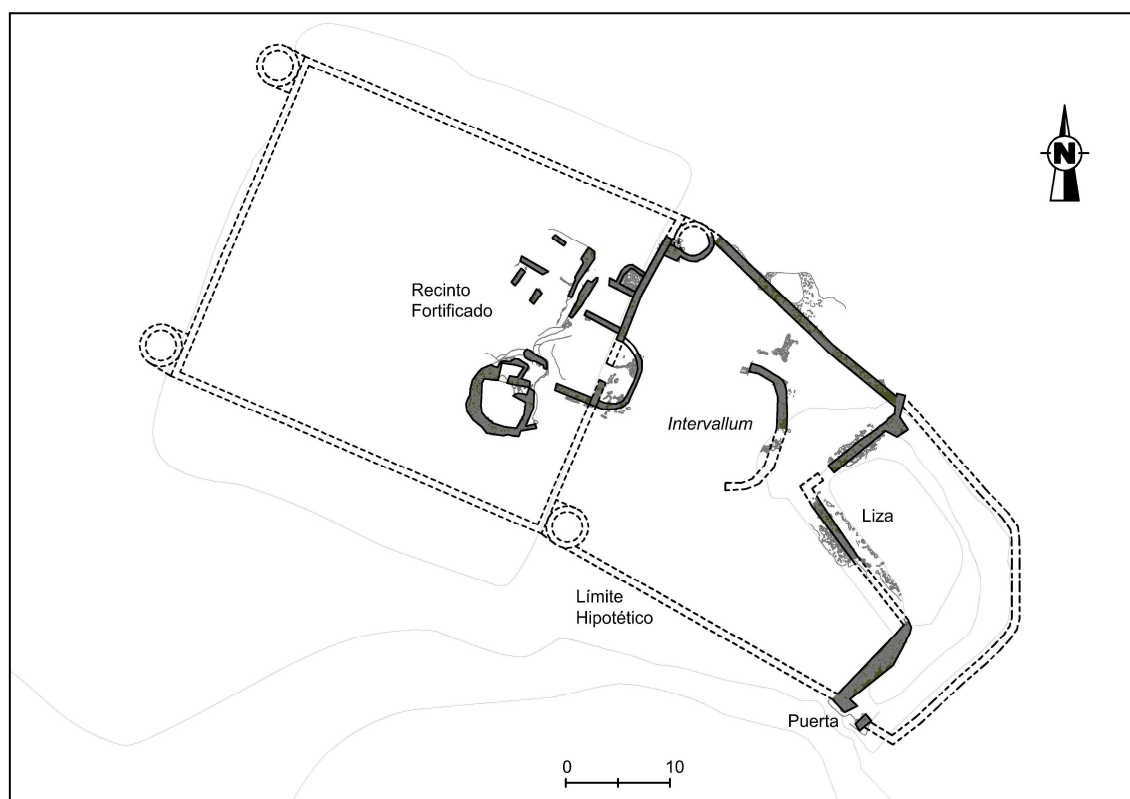 N
Recinto
Fortificado
Intervallum
Liza
Límite
Hipotético
Puerta
0 10